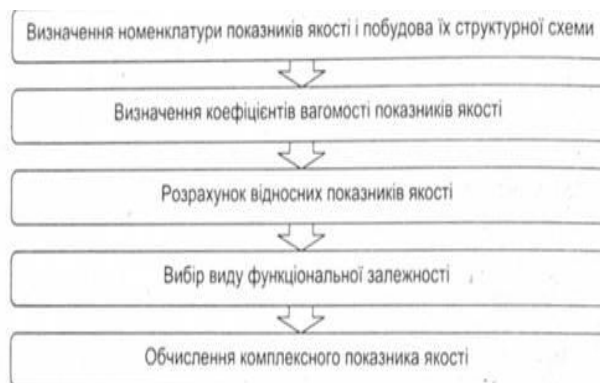 Визначення номенклатури показників якості і побудова їх структурної схеми
Визначення коефіцієнтів вагомості показників якості
Розрахунок відносних показників якості
Вибір виду функціональної залежності
Обчислення комплексного показника якості